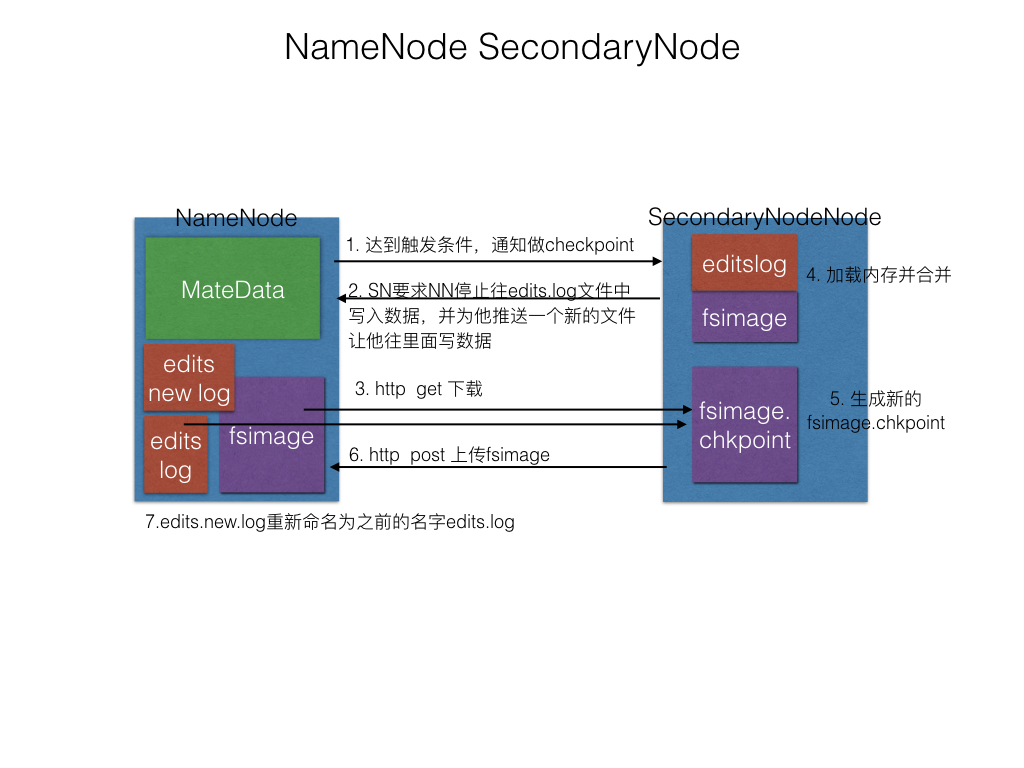 NameNode SecondaryNode
NameNode
MateData
edits
new log
edits
log
fsimage
1. 达到触发条件，通知做checkpoint
2. SN要求NN停止往edits.log文件中
写入数据，并为他推送一个新的文件
让他往里面写数据
3. http  get 下载
6. http  post 上传fsimage
SecondaryNodeNode
editslog
fsimage
4. 加载内存并合并
fsimage.
chkpoint
5. 生成新的
fsimage.chkpoint
7.edits.new.log重新命名为之前的名字edits.log